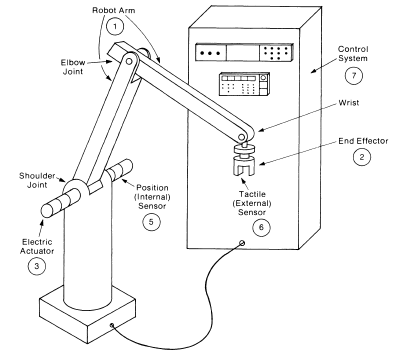 Robot Arm
1
Elbow
Joint
Control
System
7
Wrist
End Effector
2
Shoulder
Joint
Position
(Internal)
Sensor
5
Tactile
(External)
Sensor
6
Electric
Actuator
3